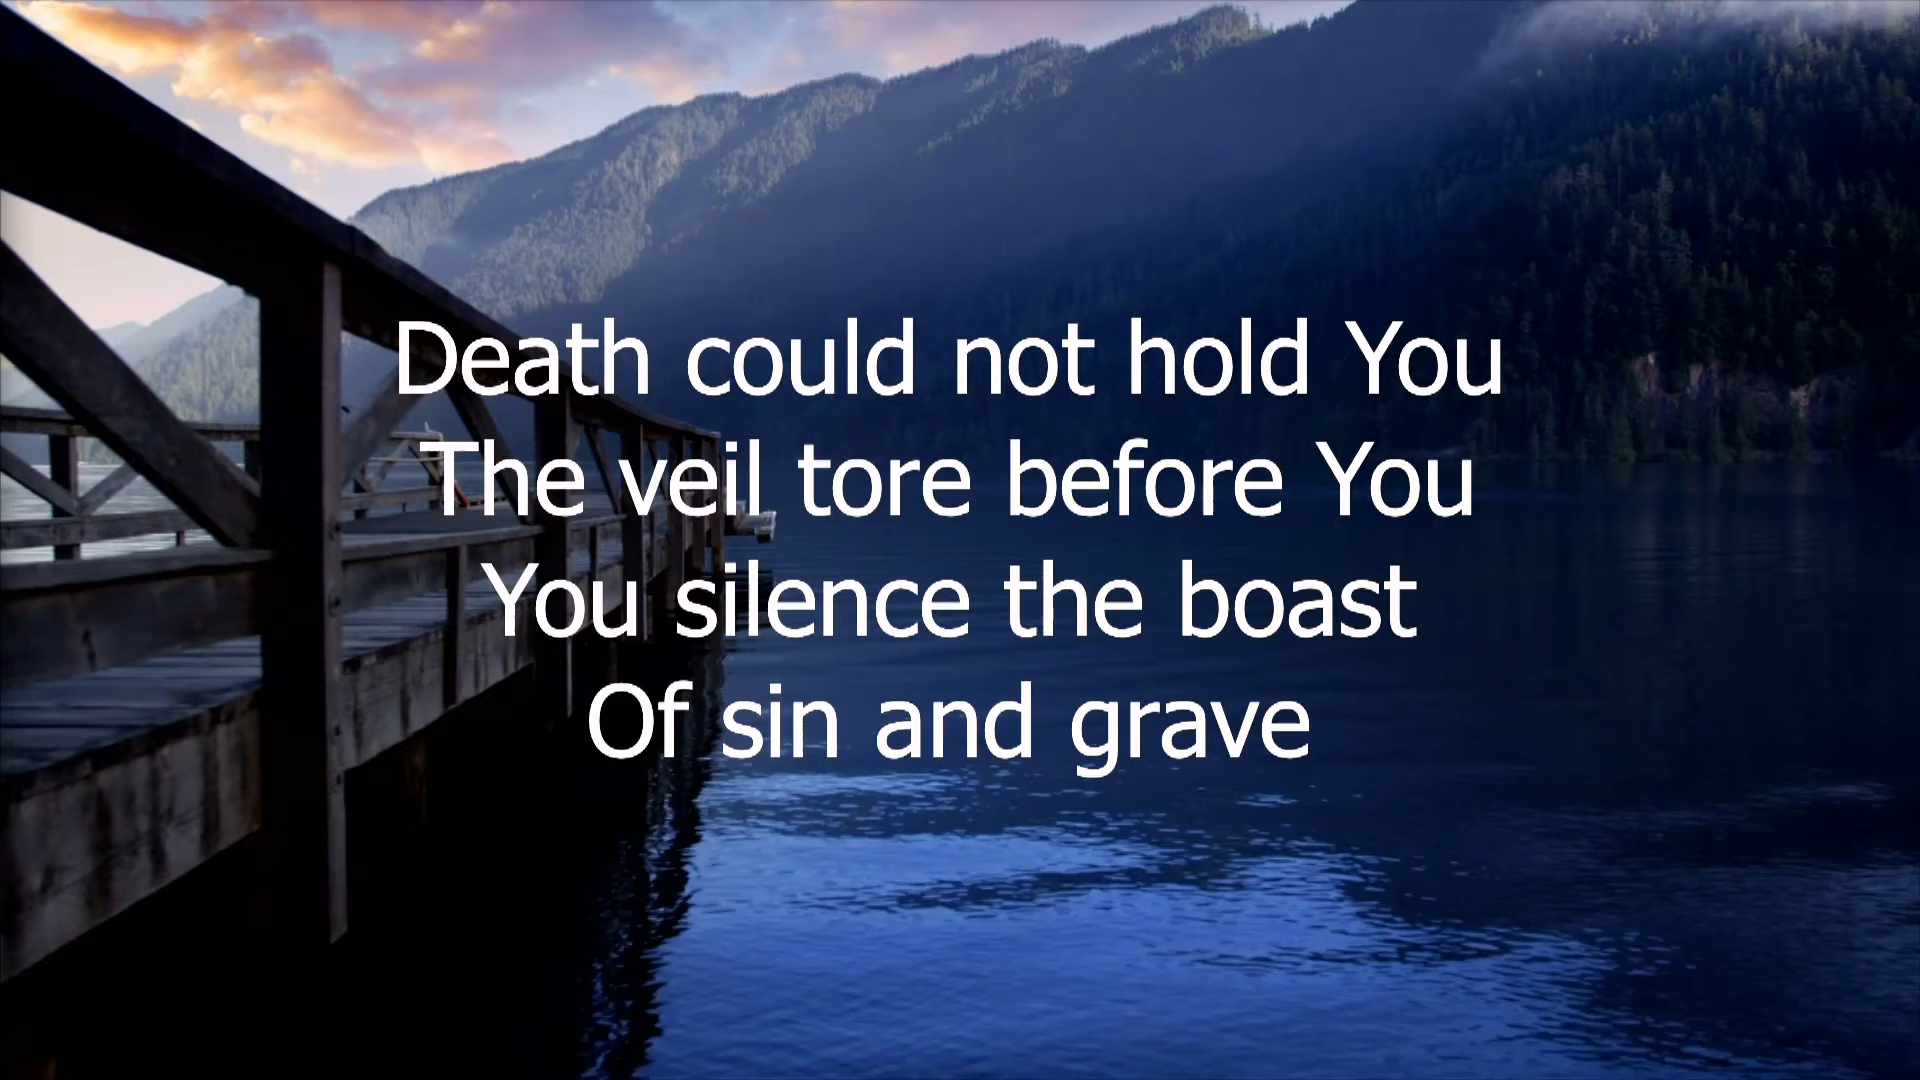 Death could not hold You
The veil tore before You
You silence the boast
Of sin and grave